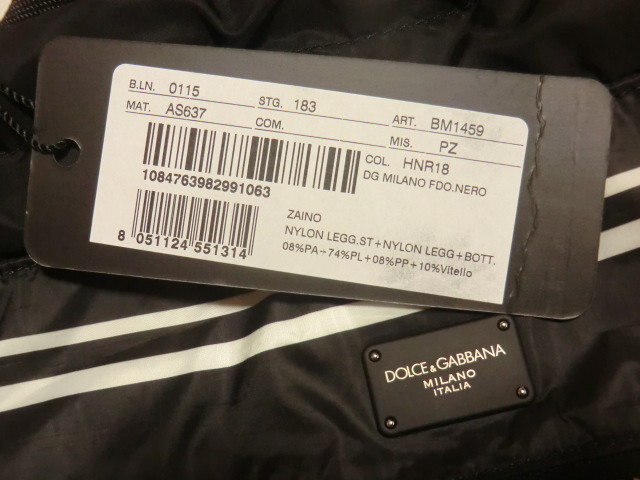 B.LN. 0115
STG. 183
ART. BM1459
MAT. AS637
COM.
MIS. PZ
COL. HNR18
DG MILANO FDO.NERO
1084763982991063
8 051124 551314
ZAINO
NYLON LEGG.ST+NYLON LEGG+BOTT.
08%PA+74%PL+08%PP+10%Vitello
DOLCE&GABBANA
MILANO
ITALIA